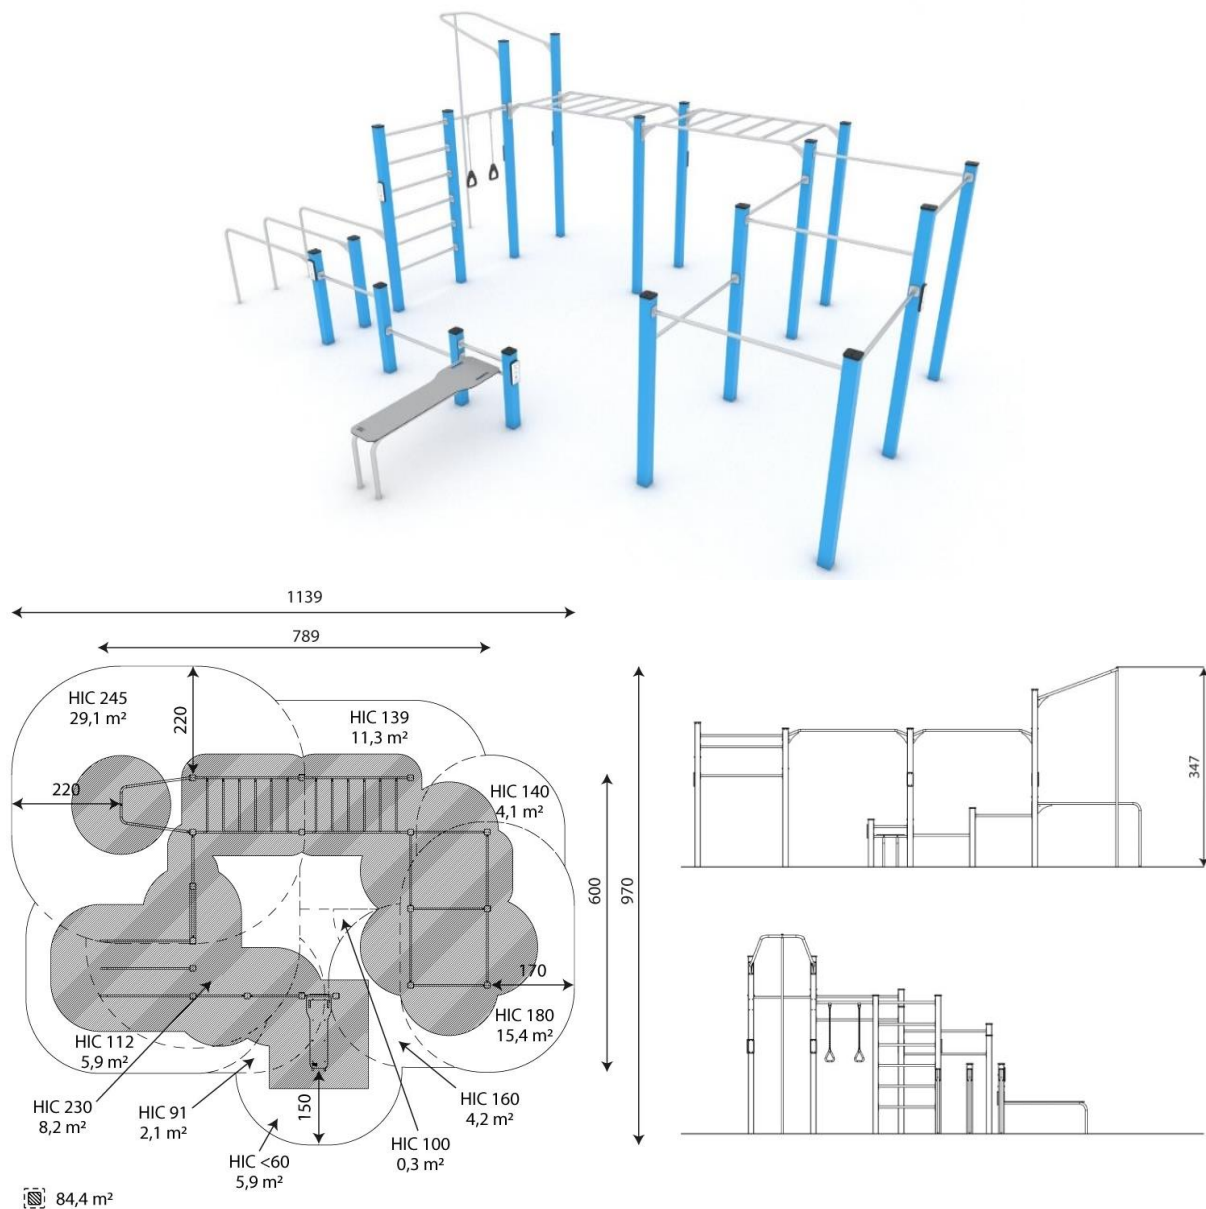 1139
789
HIC 245
29,1 m²
220
HIC 139
11,3 m²
220
HIC 140
4,1 m²
600
970
347
170
HIC 180
15,4 m²
HIC 112
5,9 m²
HIC 230
8,2 m²
HIC 91
2,1 m²
150
HIC 160
4,2 m²
HIC 100
0,3 m²
HIC <60
5,9 m²
84,4 m²